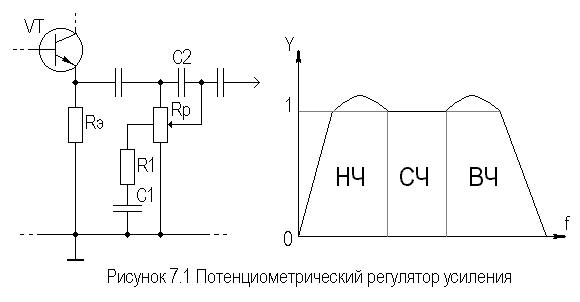 VT
C2
Rэ
Rр
R1
C1
Y
1
НЧ
СЧ
ВЧ
0
f
Рисунок 7.1 Потенциометрический регулятор усиления